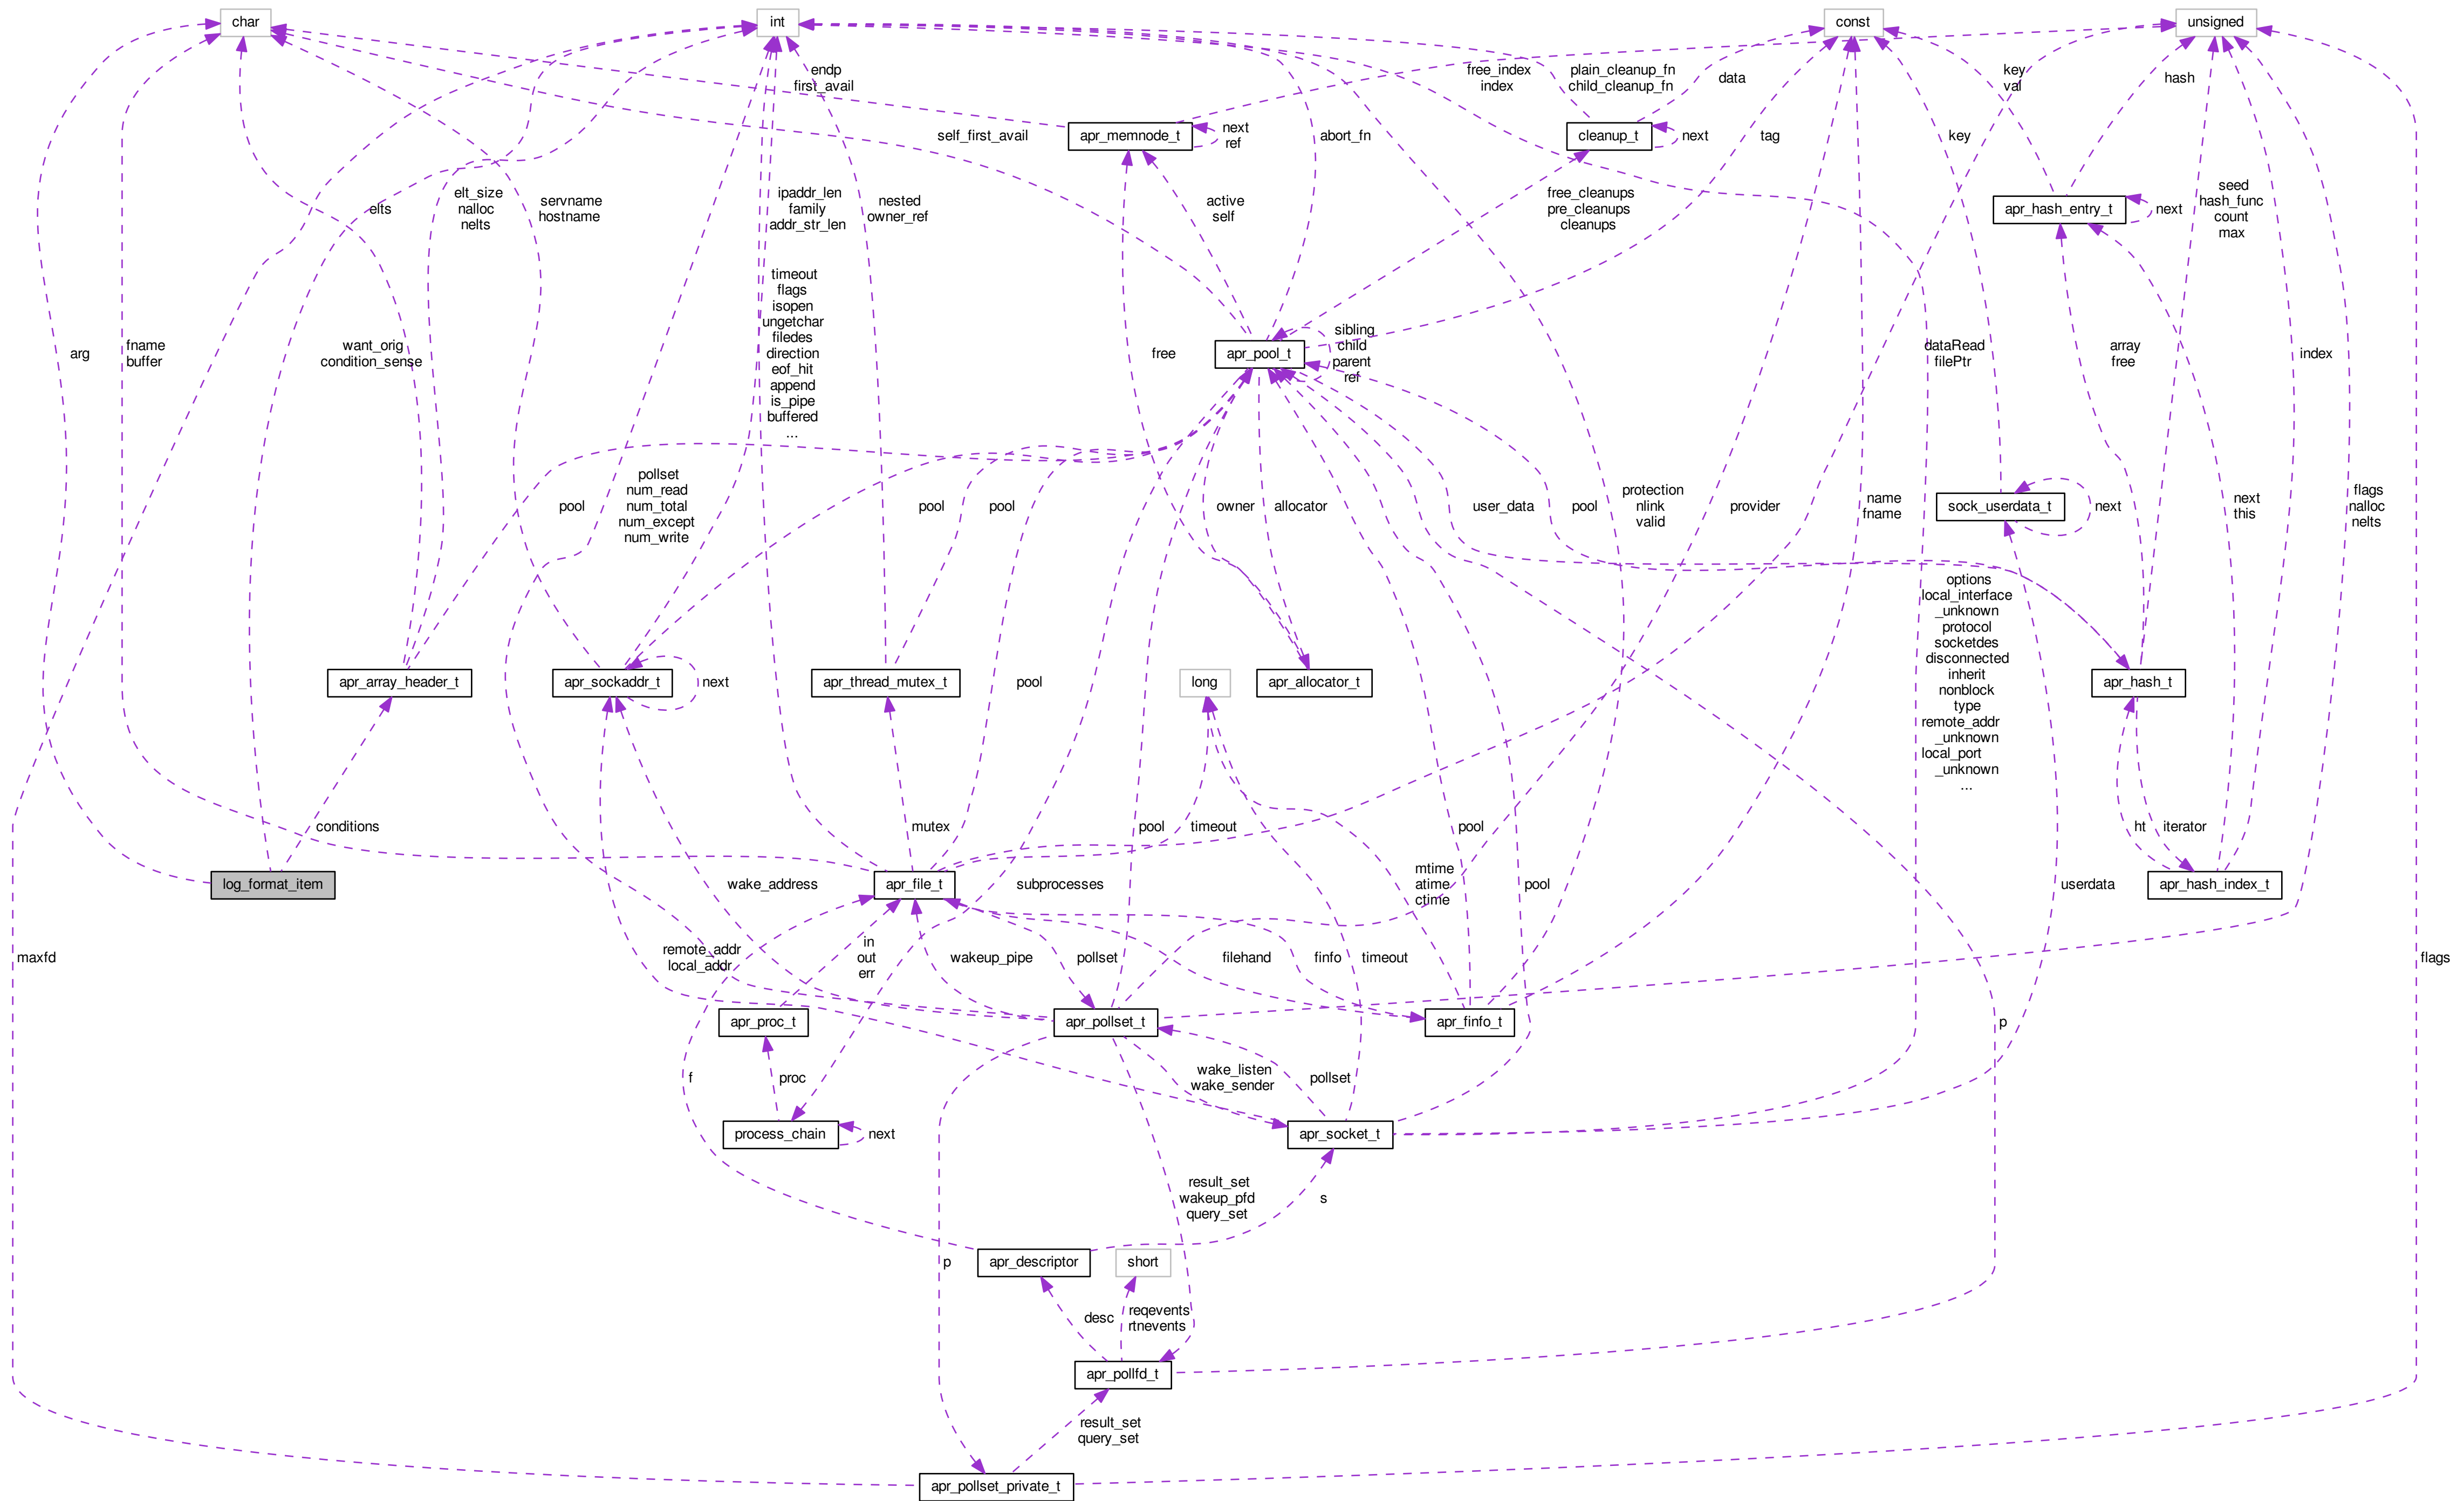 char
int
const
unsigned
endp
first_avail
free_index
index
plain_cleanup_fn
child_cleanup_fn
data
key
val
hash
apr_memnode_t
next
ref
cleanup_t
next
self_first_avail
abort_fn
tag
key
elts
elt_size
nalloc
nelts
servname
hostname
ipaddr_len
family
addr_str_len
nested
owner_ref
active
self
free_cleanups
pre_cleanups
cleanups
apr_hash_entry_t
next
seed
hash_func
count
max
arg
fname
buffer
want_orig
condition_sense
timeout
flags
isopen
ungetchar
filedes
direction
eof_hit
append
is_pipe
buffered
...
free
apr_pool_t
sibling
child
parent
ref
dataRead
filePtr
array
free
index
pool
pollset
num_read
num_total
num_except
num_write
pool
pool
owner
allocator
user_data
pool
protection
nlink
valid
provider
name
fname
sock_userdata_t
next
next
this
flags
nalloc
nelts
apr_array_header_t
apr_sockaddr_t
next
apr_thread_mutex_t
pool
long
apr_allocator_t
options
local_interface
_unknown
protocol
socketdes
disconnected
inherit
nonblock
type
remote_addr
_unknown
local_port
_unknown
...
apr_hash_t
conditions
mutex
pool
timeout
pool
ht
iterator
log_format_item
wake_address
apr_file_t
subprocesses
mtime
atime
ctime
pool
userdata
apr_hash_index_t
maxfd
remote_addr
local_addr
in
out
err
wakeup_pipe
pollset
filehand
finfo
timeout
flags
apr_proc_t
apr_pollset_t
apr_finfo_t
p
f
proc
wake_listen
wake_sender
pollset
process_chain
next
apr_socket_t
result_set
wakeup_pfd
query_set
s
p
apr_descriptor
short
desc
reqevents
rtnevents
apr_pollfd_t
result_set
query_set
apr_pollset_private_t